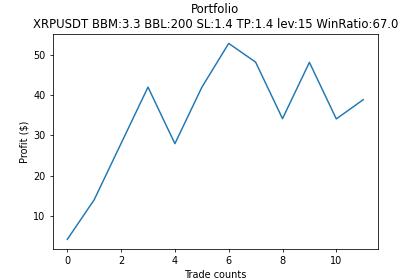 Portfolio
XRPUSDT BBM:3.3 BBL:200 SL:1.4 TP:1.4 lev:15 WinRatio:67.0
50
40
30
20
10
Profit ($)
0 2 4 6 8 10
Trade counts